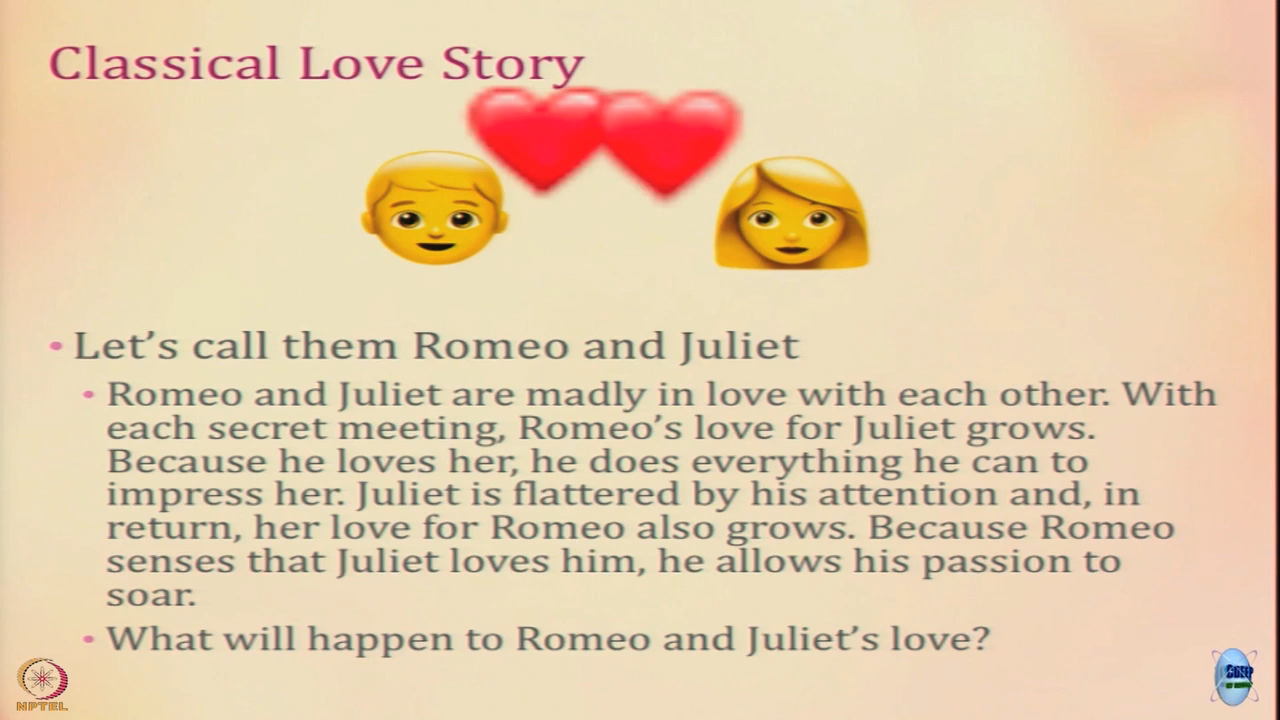 Classical Love Story
• Let's call them Romeo and Juliet
• Romeo and Juliet are madly in love with each other. With
each secret meeting, Romeo's love for Juliet grows.
Because he loves her, he does everything he can to
impress her. Juliet is flattered by his attention and, in
return, her love for Romeo also grows. Because Romeo
senses that Juliet loves him, he allows his passion to
soar.
• What will happen to Romeo and Juliet's love?
NPTEL